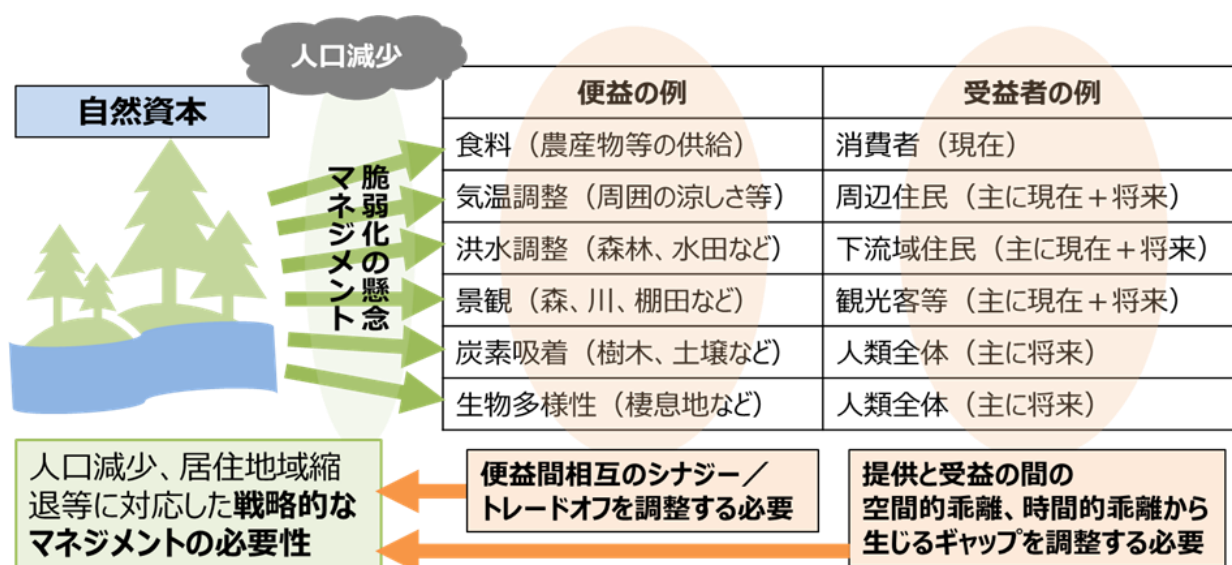 人口減少
自然資本
マネジメント
脆弱化の懸念
便益の例 受益者の例
食料（農産物等の供給） 消費者（現在）
気温調整（周囲の涼しさ等） 周辺住民（主に現在＋将来）
洪水調整（森林、水田など） 下流域住民（主に現在＋将来）
景観（森、川、棚田など） 観光客等（主に現在＋将来）
炭素吸着（樹木、土壌など） 人類全体（主に将来）
生物多様性（棲息地など） 人類全体（主に将来）
人口減少、居住地域縮
退等に対応した戦略的な
マネジメントの必要性
便益間相互のシナジー／
トレードオフを調整する必要
提供と受益の間の
空間的乖離、時間的乖離から
生じるギャップを調整する必要